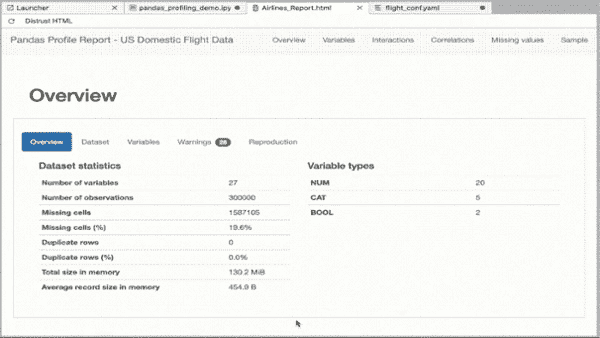 Launcher
pandas_profiling_demo.ipy
Airlines_Report.html
flight_conf.yaml
Distrust HTML
Pandas Profile Report - US Domestic Flight Data
Overview Variables Interactions Correlations Missing values Sample
Overview
Overview Dataset Variables Warnings 28 Reproduction
Dataset statistics
Number of variables 27
Number of observations 300000
Missing cells 1587105
Missing cells (%) 19.6%
Duplicate rows 0
Duplicate rows (%) 0.0%
Total size in memory 130.2 MiB
Average record size in memory 454.9 B
Variable types
NUM 20
CAT 5
BOOL 2